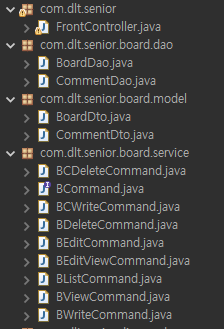 com.dlt.senior
FrontController.java
com.dlt.senior.board.dao
BoardDao.java
CommentDao.java
com.dlt.senior.board.model
BoardDto.java
CommentDto.java
com.dlt.senior.board.service
BCDeleteCommand.java
BCommand.java
BCWriteCommand.java
BDeleteCommand.java
BEditCommand.java
BEditViewCommand.java
BListCommand.java
BViewCommand.java
BWriteCommand.java